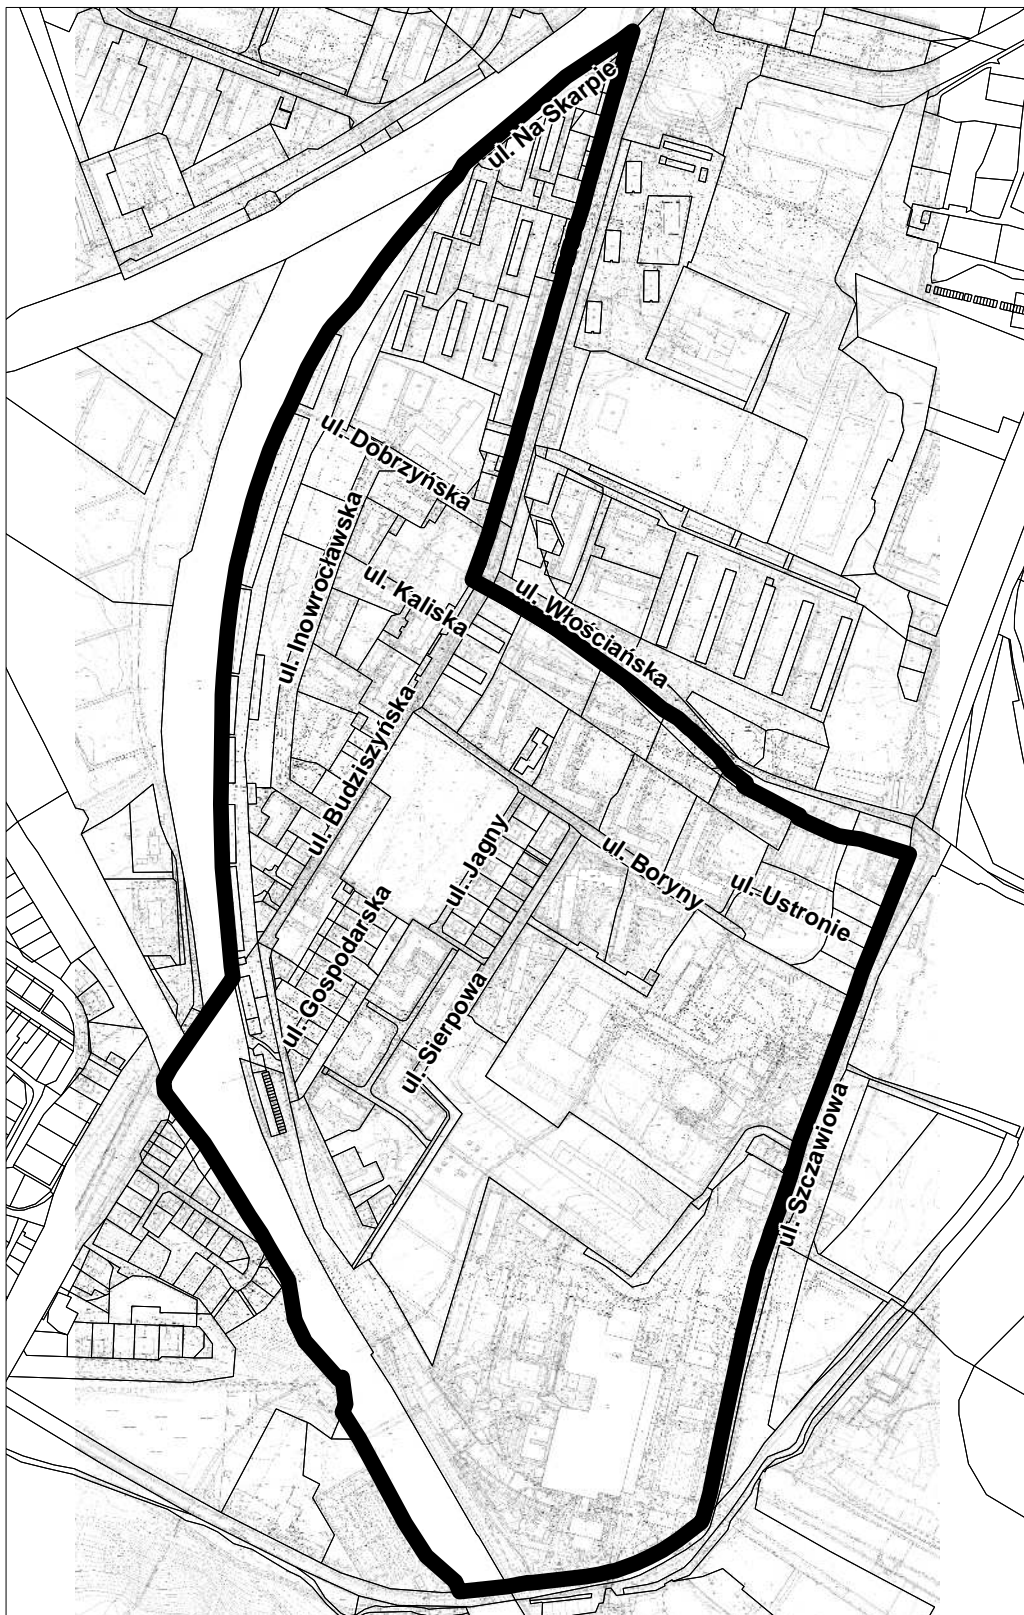 ul. Na Skarpie
ul. Dobrzyńska
ul. Inowrocławska
ul. Kaliska
ul. Włościańska
ul. Budziszyńska
ul. Jagny
ul. Boryny
ul. Ustronie
ul. Gospodarska
ul. Sierpowa
ul. Szczawiowa